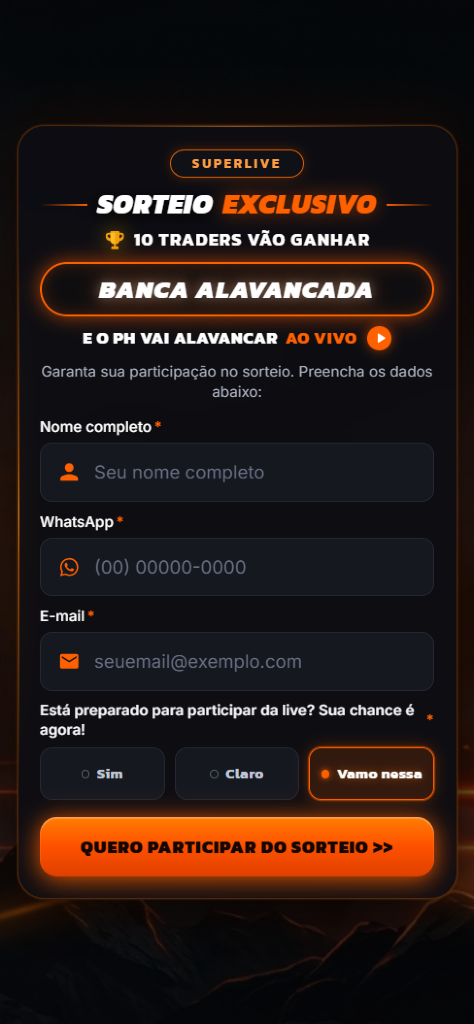 SUPERLIVE
SORTEIO EXCLUSIVO
10 TRADERS VÃO GANHAR
BANCA ALAVANCADA
E O PH VAI ALAVANCAR AO VIVO
Garanta sua participação no sorteio. Preencha os dados
abaixo:
Nome completo *
Seu nome completo
WhatsApp *
(00) 00000-0000
E-mail *
seuemail@exemplo.com
Está preparado para participar da live? Sua chance é
agora! *
Sim Claro Vamo nessa
QUERO PARTICIPAR DO SORTEIO >>